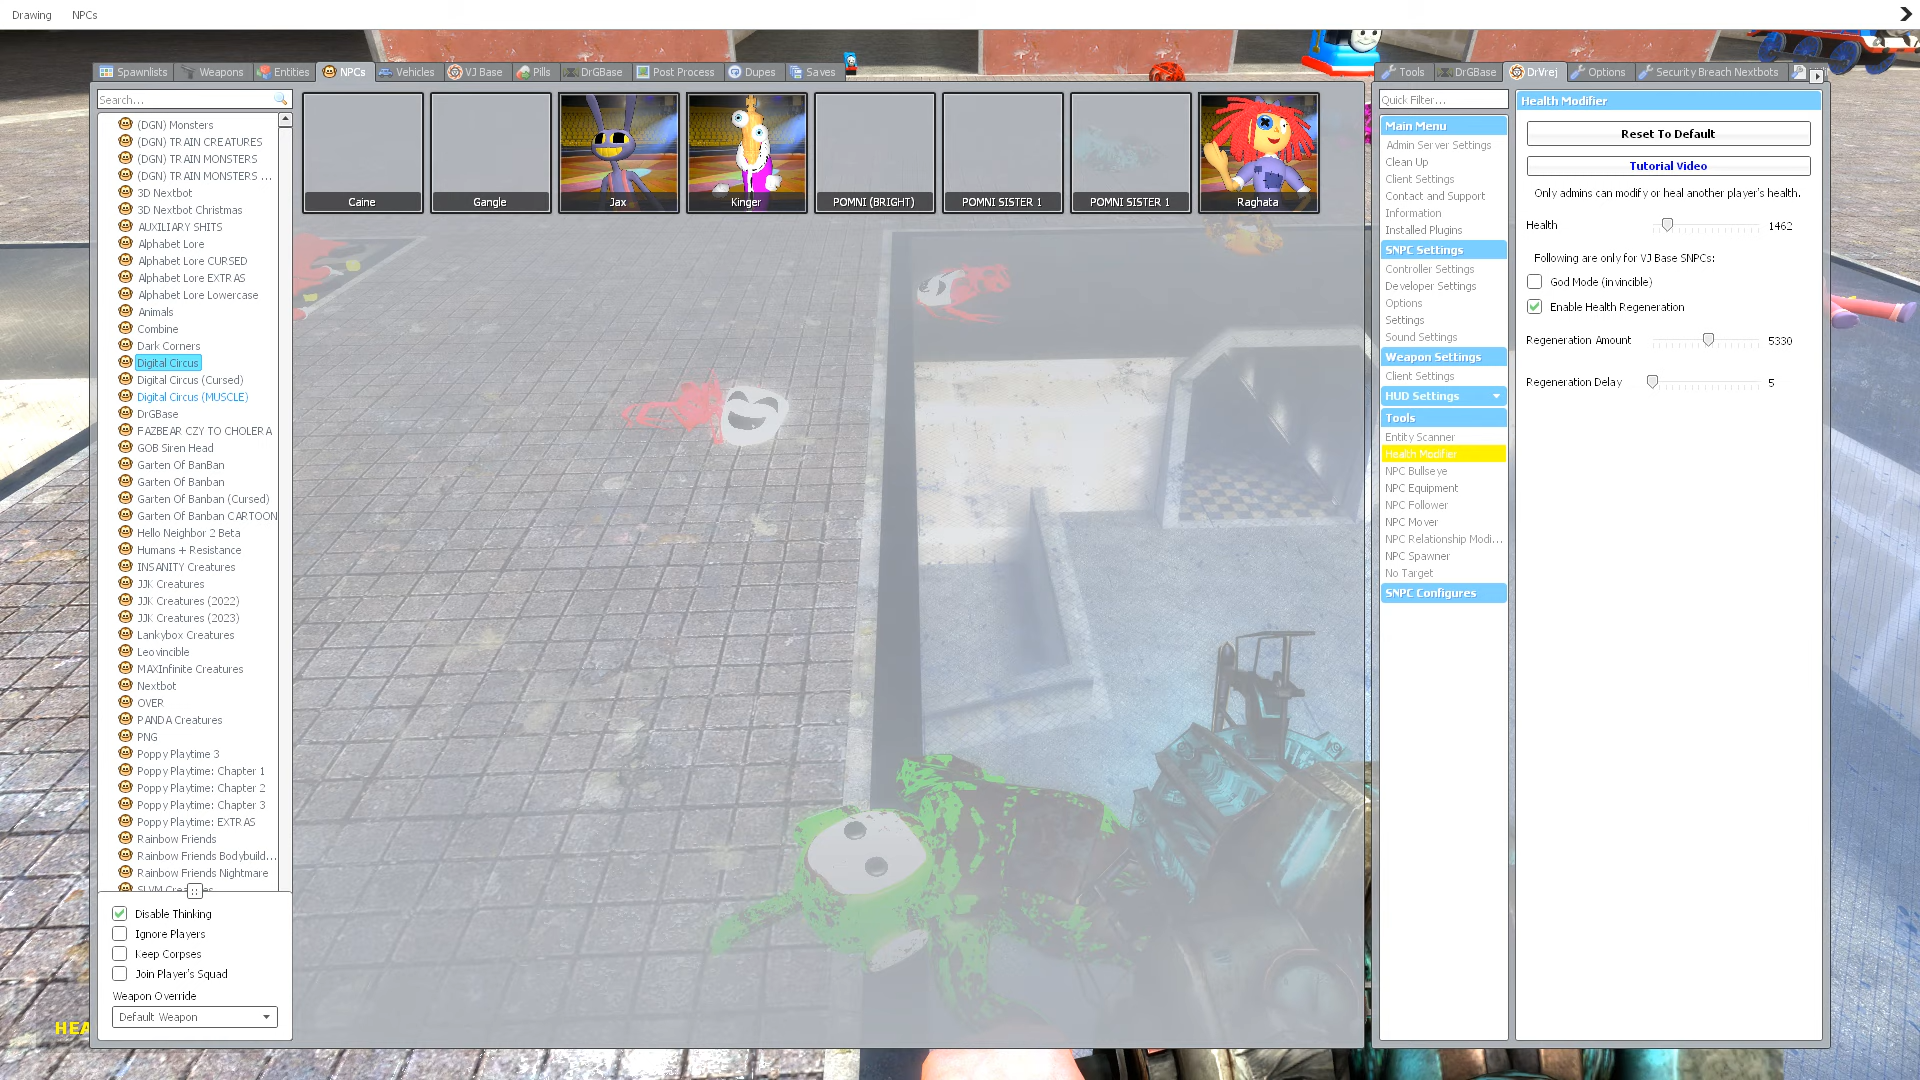 Drawing NPCs
Spawnlists Weapons Entities NPCs Vehicles VJ Base Pills DrGBase Post Process Dupes Saves
Tools DrGBase DrVrej Options Security Breach Nextbots
Search...
(DGN) Monsters
(DGN) TRAIN CREATURES
(DGN) TRAIN MONSTERS
(DGN) TRAIN MONSTERS ...
3D Nextbot
3D Nextbot Christmas
AUXILIARY SHITS
Alphabet Lore
Alphabet Lore CURSED
Alphabet Lore EXTRAS
Alphabet Lore Lowercase
Animals
Combine
Dark Corners
Digital Circus
Digital Circus (Cursed)
Digital Circus (MUSCLE)
DrGBase
FAZBEAR CZY TO CHOLERA
GOB Siren Head
Garten Of BanBan
Garten Of Banban
Garten Of Banban (Cursed)
Garten Of Banban CARTOON
Hello Neighbor 2 Beta
Humans + Resistance
INSANITY Creatures
JJK Creatures
JJK Creatures (2022)
JJK Creatures (2023)
Lankybox Creatures
Leovincible
MAXInfinite Creatures
Nextbot
OVER
PANDA Creatures
PNG
Poppy Playtime 3
Poppy Playtime: Chapter 1
Poppy Playtime: Chapter 2
Poppy Playtime: Chapter 3
Poppy Playtime: EXTRAS
Rainbow Friends
Rainbow Friends Bodybuild...
Rainbow Friends Nightmare
Disable Thinking
Ignore Players
Keep Corpses
Join Player's Squad
Weapon Override
Default Weapon
HEA
Caine Gangle Jax Kinger POMNI (BRIGHT) POMNI SISTER 1 POMNI SISTER 1 Raghata
Quick Filter...
Main Menu
Admin Server Settings
Clean Up
Client Settings
Contact and Support
Information
Installed Plugins
SNPC Settings
Controller Settings
Developer Settings
Options
Settings
Sound Settings
Weapon Settings
Client Settings
HUD Settings
Tools
Entity Scanner
Health Modifier
NPC Bullseye
NPC Equipment
NPC Follower
NPC Mover
NPC Relationship Modi...
NPC Spawner
No Target
SNPC Configures
Health Modifier
Reset To Default
Tutorial Video
Only admins can modify or heal another player's health.
Health 1462
Following are only for VJ Base SNPCs:
God Mode (invincible)
Enable Health Regeneration
Regeneration Amount 5330
Regeneration Delay 5